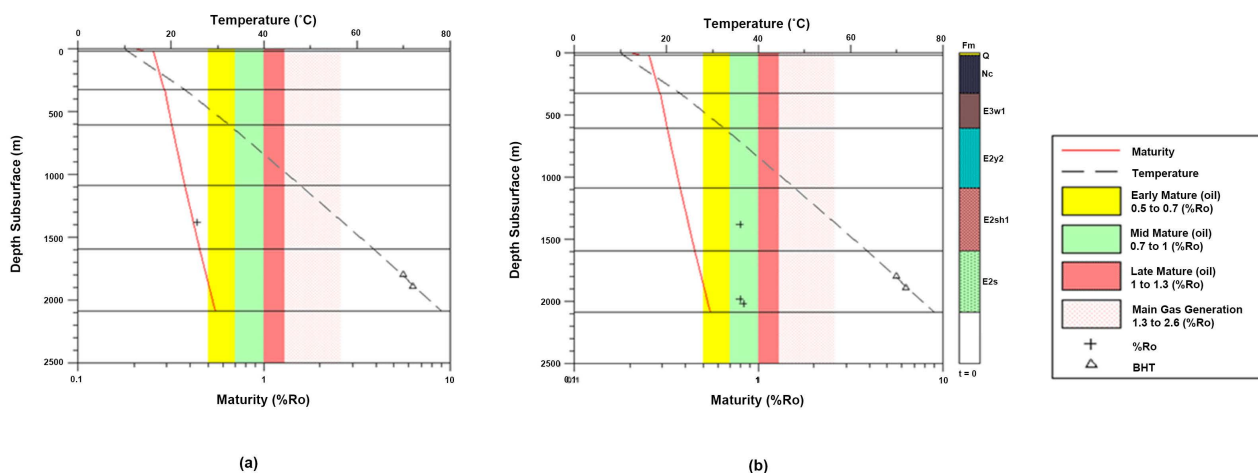 Temperature (˚C)
0 20 40 60 80
0
500
1000
1500
2000
2500
Depth Subsurface (m)
0.1 1 10
Maturity (%Ro)
(a)
Temperature (˚C)
0 20 40 60 80
0
500
1000
1500
2000
2500
Depth Subsurface (m)
10
Maturity (%Ro)
(b)
Fm
Q
Nc
E3w1
E2y2
E2sh1
E2s
t = 0
Maturity
Temperature
Early Mature (oil)
0.5 to 0.7 (%Ro)
Mid Mature (oil)
0.7 to 1 (%Ro)
Late Mature (oil)
1 to 1.3 (%Ro)
Main Gas Generation
1.3 to 2.6 (%Ro)
%Ro
BHT